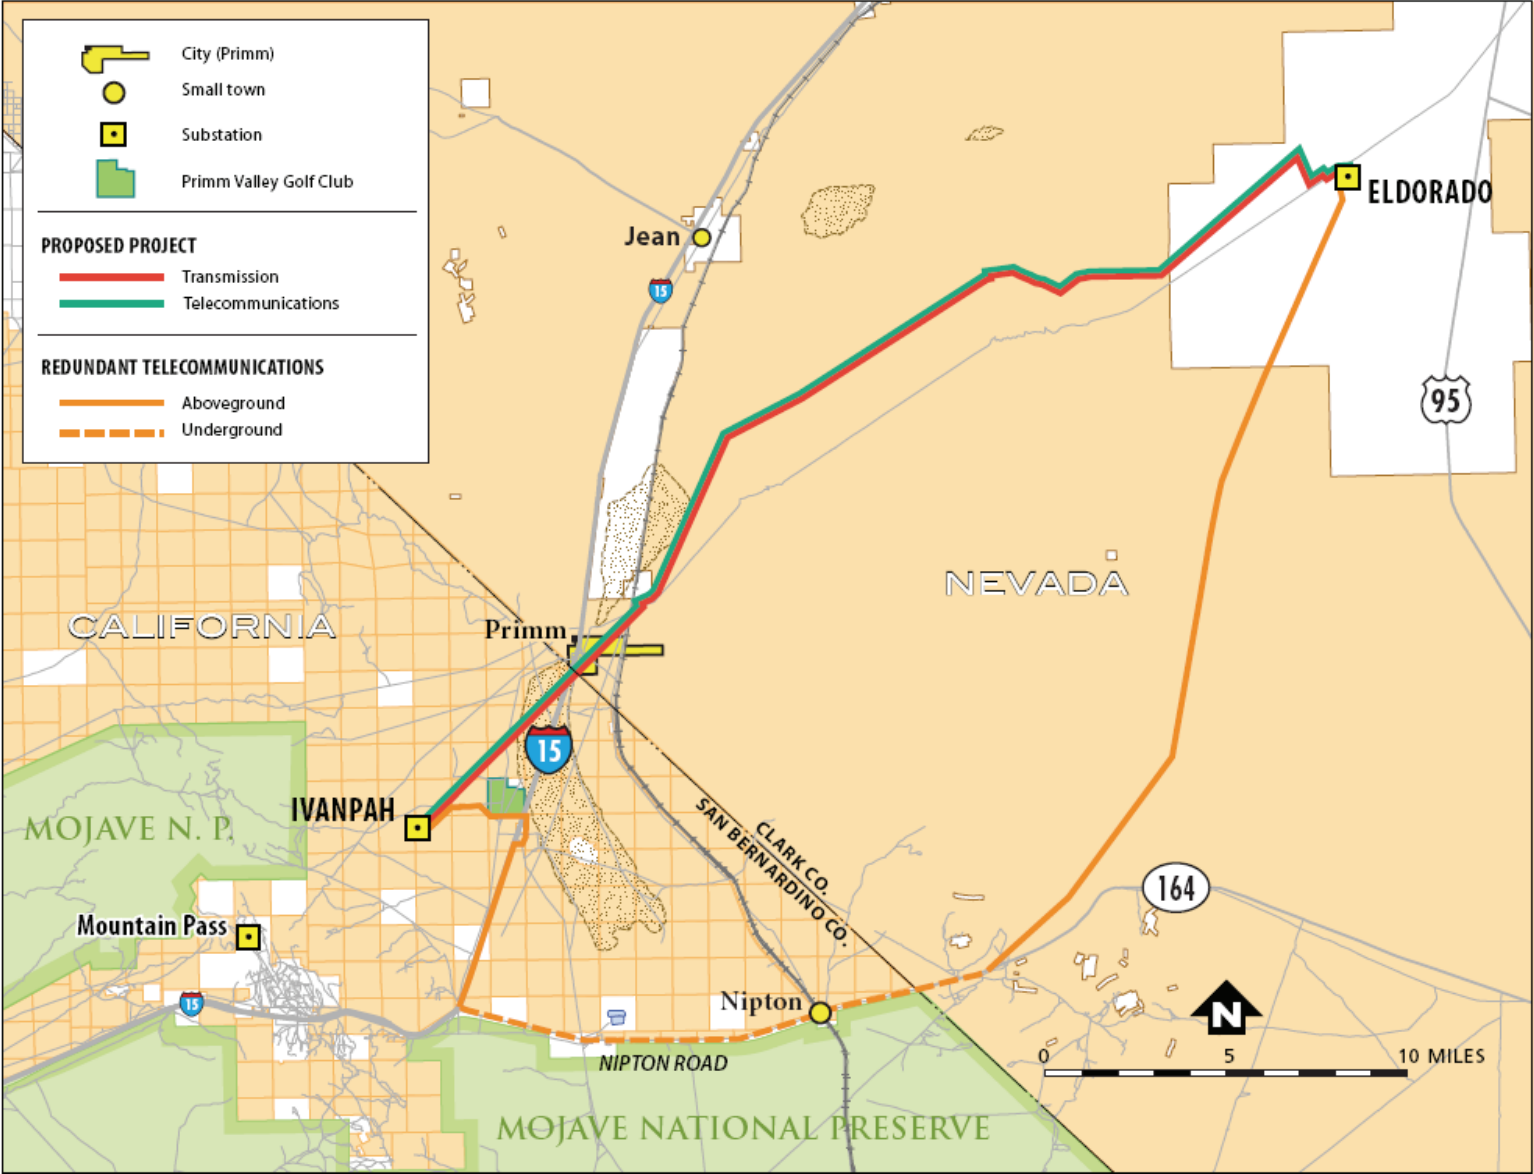 City (Primm)
Small town
Substation
Primm Valley Golf Club
PROPOSED PROJECT
Transmission
Telecommunications
REDUNDANT TELECOMMUNICATIONS
Aboveground
Underground
ELDORADO
Jean
15
95
NEVADA
CALIFORNIA
Primm
15
IVANPAH
MOJAVE N. P.
CLARK CO.
SAN BERNARDINO CO.
164
Mountain Pass
15
Nipton
N
NIPTON ROAD
0 5 10 MILES
MOJAVE NATIONAL PRESERVE